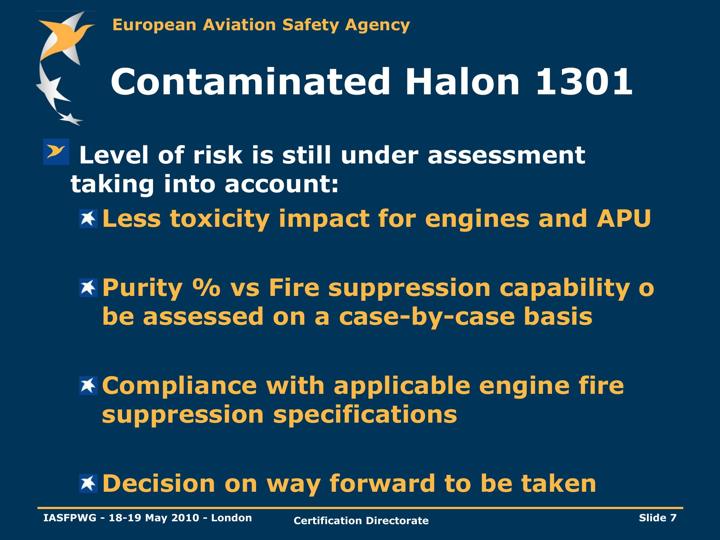 European Aviation Safety Agency
Contaminated Halon 1301
Level of risk is still under assessment
taking into account:
Less toxicity impact for engines and APU
Purity % vs Fire suppression capability o
be assessed on a case-by-case basis
Compliance with applicable engine fire
suppression specifications
Decision on way forward to be taken
IASFPWG - 18-19 May 2010 - London
Certification Directorate
Slide 7